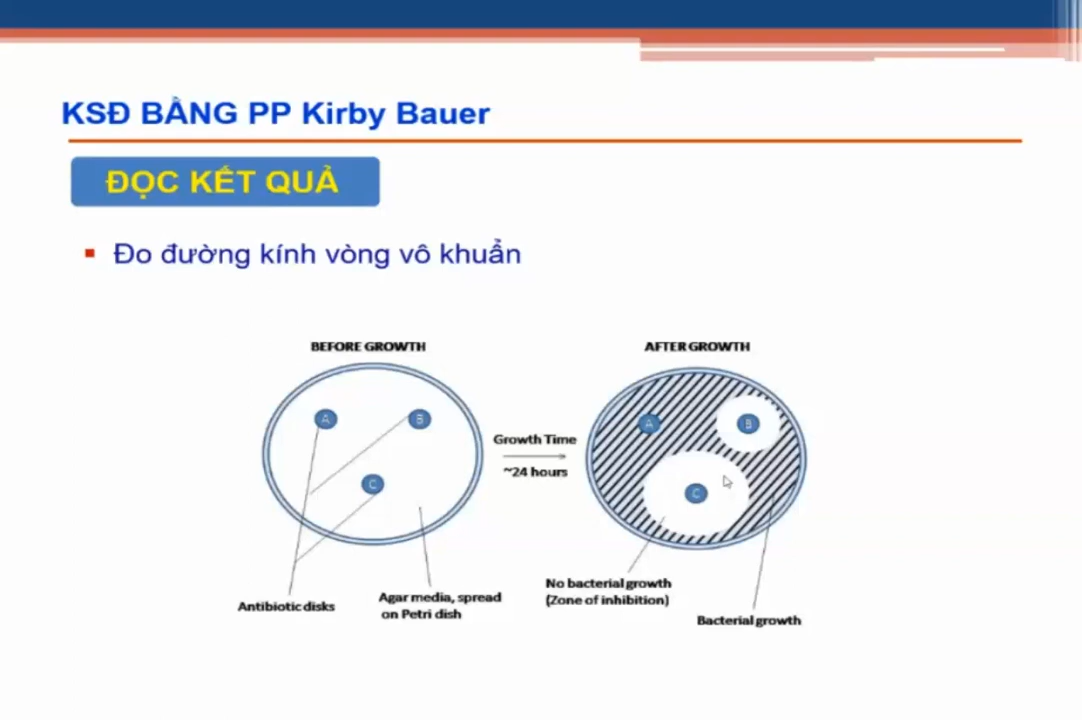 KSĐ BẰNG PP Kirby Bauer
ĐỌC KẾT QUẢ
Đo đường kính vòng vô khuẩn
BEFORE GROWTH
AFTER GROWTH
A
B
C
Growth Time
~24 hours
A
B
C
Antibiotic disks
Agar media, spread
on Petri dish
No bacterial growth
(Zone of inhibition)
Bacterial growth